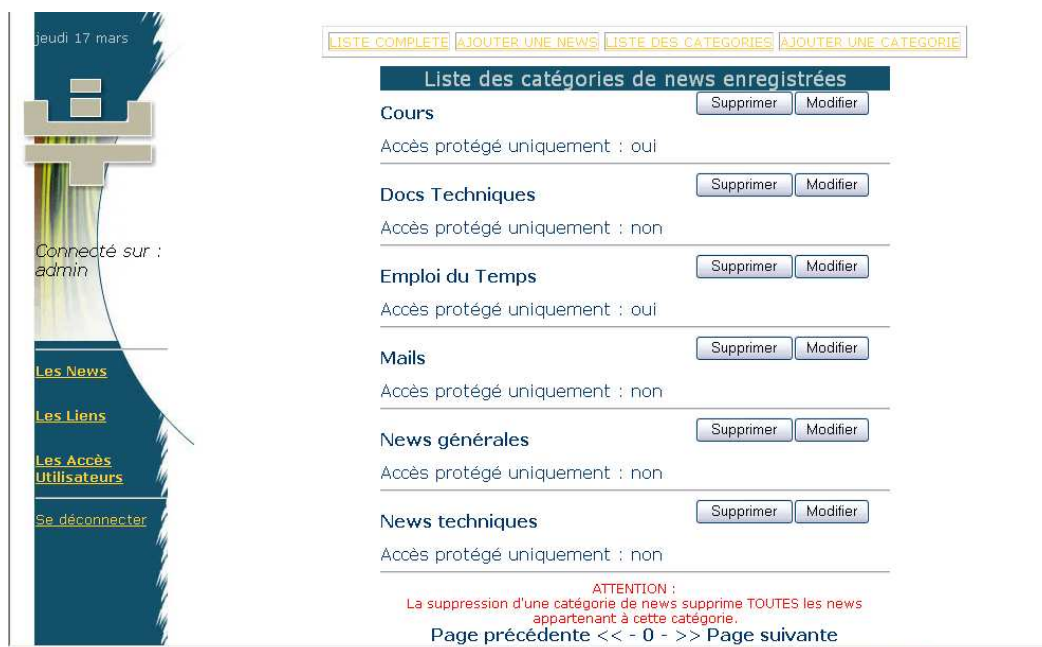 jeudi 17 mars
Connecté sur :
admin
Les News
Les Liens
Les Accès
Utilisateurs
Se déconnecter
LISTE COMPLETE AJOUTER UNE NEWS LISTE DES CATEGORIES AJOUTER UNE CATEGORIE
Liste des catégories de news enregistrées
Cours Supprimer Modifier
Accès protégé uniquement : oui
Docs Techniques Supprimer Modifier
Accès protégé uniquement : non
Emploi du Temps Supprimer Modifier
Accès protégé uniquement : oui
Mails Supprimer Modifier
Accès protégé uniquement : non
News générales Supprimer Modifier
Accès protégé uniquement : non
News techniques Supprimer Modifier
Accès protégé uniquement : non
ATTENTION :
La suppression d'une catégorie de news supprime TOUTES les news
appartenant à cette catégorie.
Page précédente << - 0 - >> Page suivante